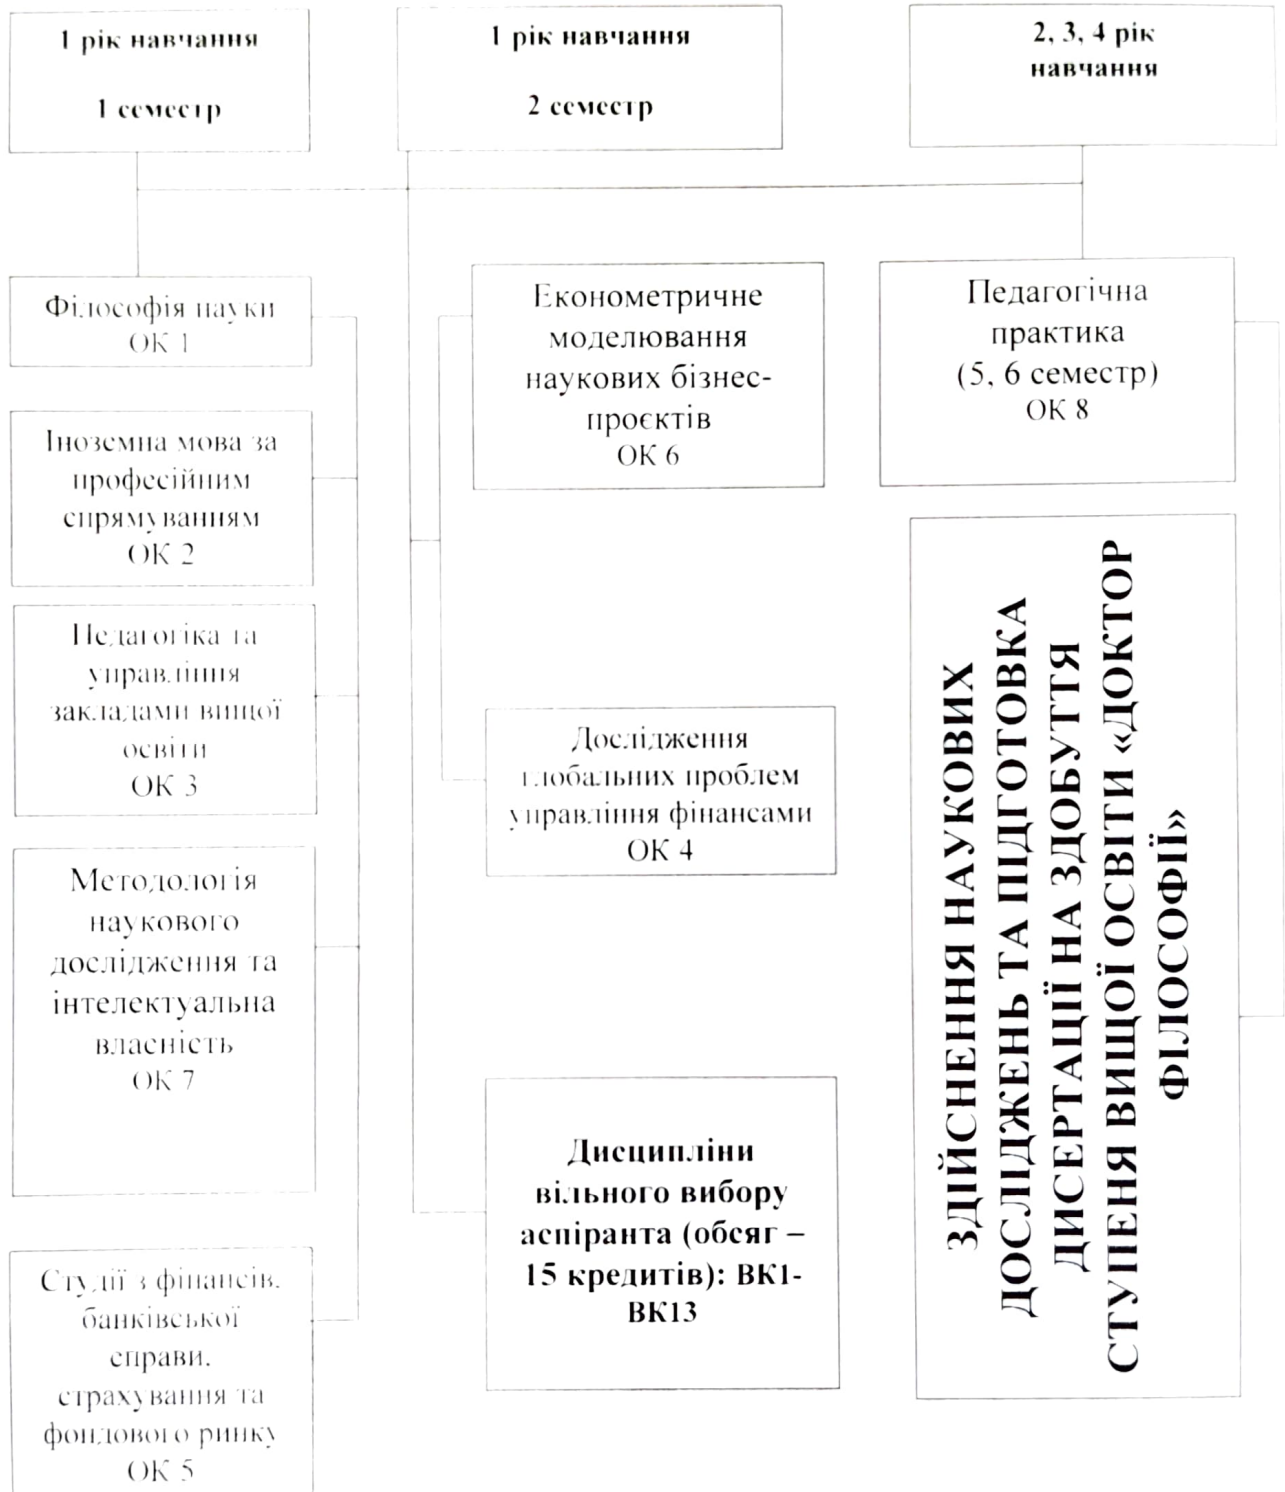 1 рік навчання
1 семестр
1 рік навчання
2 семестр
2, 3, 4 рік
навчання
Філософія науки
ОК 1
Іноземна мова за
професійним
спрямуванням
ОК 2
Педагогіка та
управління
закладами вищої
освіти
ОК 3
Методологія
наукового
дослідження та
інтелектуальна
власність
ОК 7
Студії з фінансів,
банківської
справи,
страхування та
фондового ринку
ОК 5
Економетричне
моделювання
наукових бізнес-
проєктів
ОК 6
Дослідження
глобальних проблем
управління фінансами
ОК 4
Дисципліни
вільного вибору
аспіранта (обсяг –
15 кредитів): ВК1-
ВК13
Педагогічна
практика
(5, 6 семестр)
ОК 8
ЗДІЙСНЕННЯ НАУКОВИХ
ДОСЛІДЖЕНЬ ТА ПІДГОТОВКА
ДИСЕРТАЦІЇ НА ЗДОБУТТЯ
СТУПЕНЯ ВИЩОЇ ОСВІТИ «ДОКТОР
ФІЛОСОФІЇ»